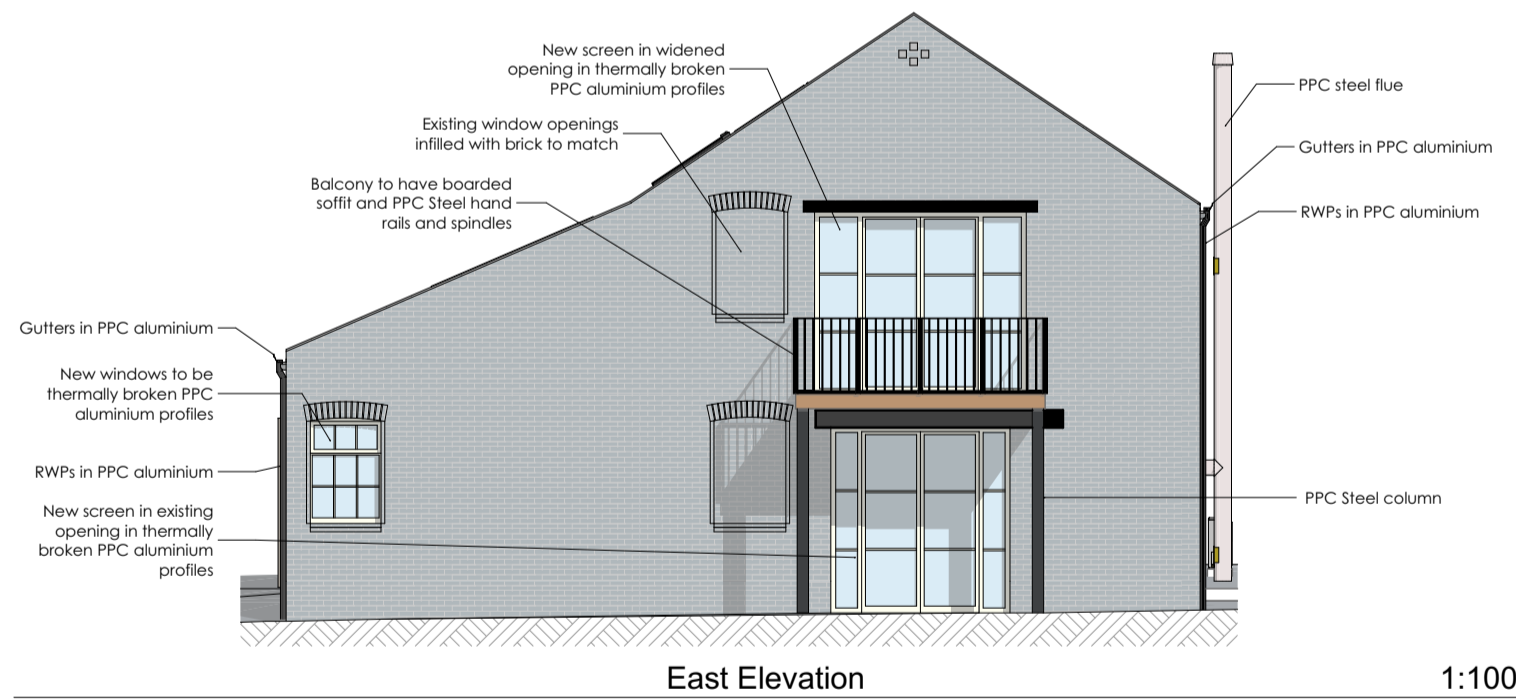 New screen in widened
opening in thermally broken
PPC aluminium profiles
Existing window openings
infilled with brick to match
Balcony to have boarded
soffit and PPC Steel hand
rails and spindles
Gutters in PPC aluminium
New windows to be
thermally broken PPC
aluminium profiles
RWPs in PPC aluminium
New screen in existing
opening in thermally
broken PPC aluminium
profiles
PPC steel flue
Gutters in PPC aluminium
RWPs in PPC aluminium
PPC Steel column
East Elevation
1:100